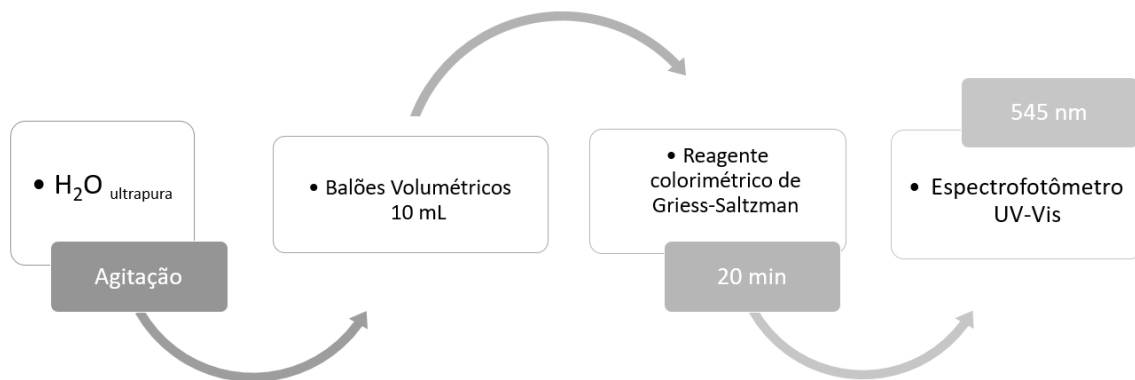 • H₂O ultrapura
Agitação
• Balões Volumétricos
10 mL
• Reagente
colorimétrico de
Griess-Saltzman
20 min
545 nm
• Espectrofotômetro
UV-Vis